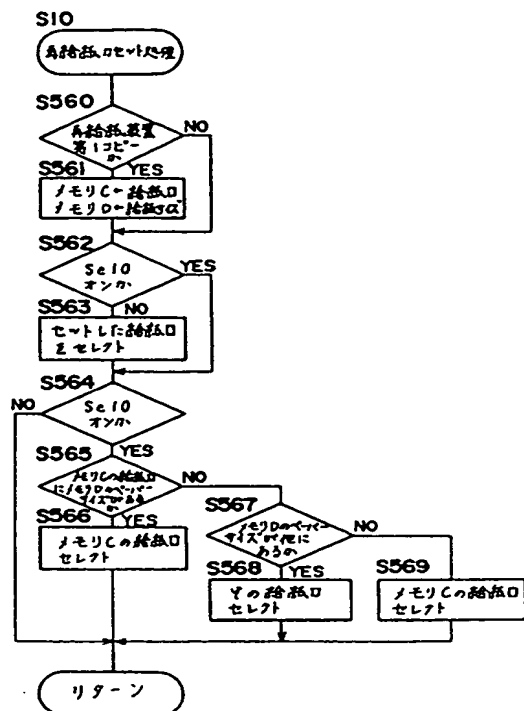 S10
再給紙口セット処理
S560
再給紙装置
第1コピー
か
NO
YES
S561
メモリC←給紙口
メモリD←給紙サイズ
S562
Se10
オンか
YES
NO
S563
セットした給紙口
をセレクト
S564
NO
Se10
オンか
YES
S565
メモリCの給紙口
にメモリDのペーパー
サイズがある
か
NO
YES
S566
メモリCの給紙口
セレクト
S567
メモリDのペーパー
サイズが他に
あるか
NO
YES
S568
その給紙口
セレクト
S569
メモリCの給紙口
セレクト
リターン